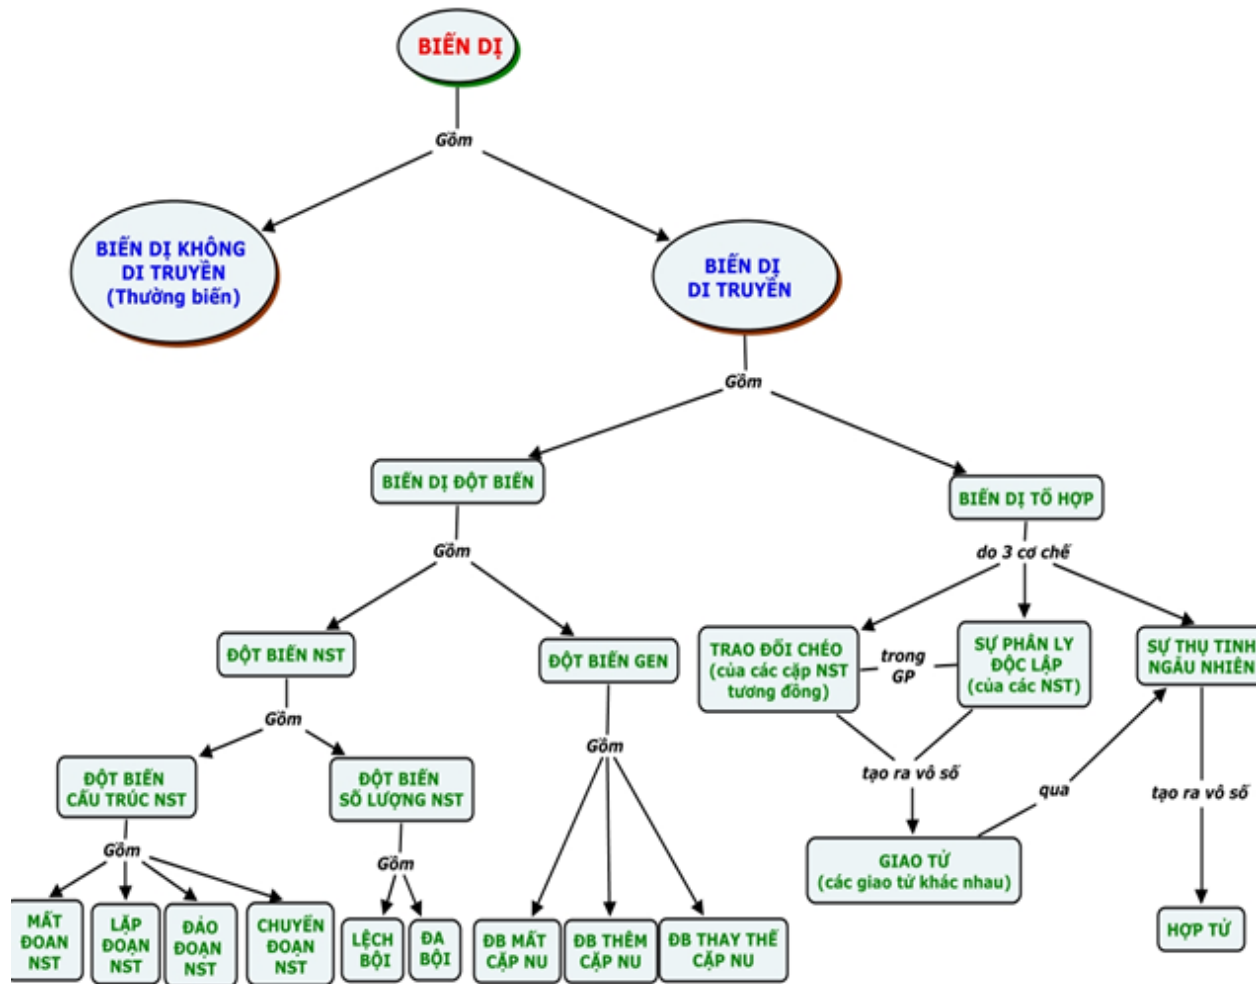 BIẾN DỊ
Gồm
BIẾN DỊ KHÔNG
DI TRUYỀN
(Thường biến)
BIẾN DỊ
DI TRUYỀN
Gồm
BIẾN DỊ ĐỘT BIẾN
BIẾN DỊ TỔ HỢP
Gồm
do 3 cơ chế
ĐỘT BIẾN NST
ĐỘT BIẾN GEN
TRAO ĐỔI CHÉO
(của các cặp NST
tương đồng)
trong
GP
SỰ PHÂN LY
ĐỘC LẬP
(của các NST)
SỰ THỤ TINH
NGẪU NHIÊN
Gồm
Gồm
ĐỘT BIẾN
CẤU TRÚC NST
ĐỘT BIẾN
SỐ LƯỢNG NST
tạo ra vô số
qua
tạo ra vô số
Gồm
Gồm
GIAO TỬ
(các giao tử khác nhau)
MẤT
ĐOẠN
NST
LẶP
ĐOẠN
NST
ĐẢO
ĐOẠN
NST
CHUYỂN
ĐOẠN
NST
LỆCH
BỘI
ĐA
BỘI
ĐB MẤT
CẶP NU
ĐB THÊM
CẶP NU
ĐB THAY THẾ
CẶP NU
HỢP TỬ